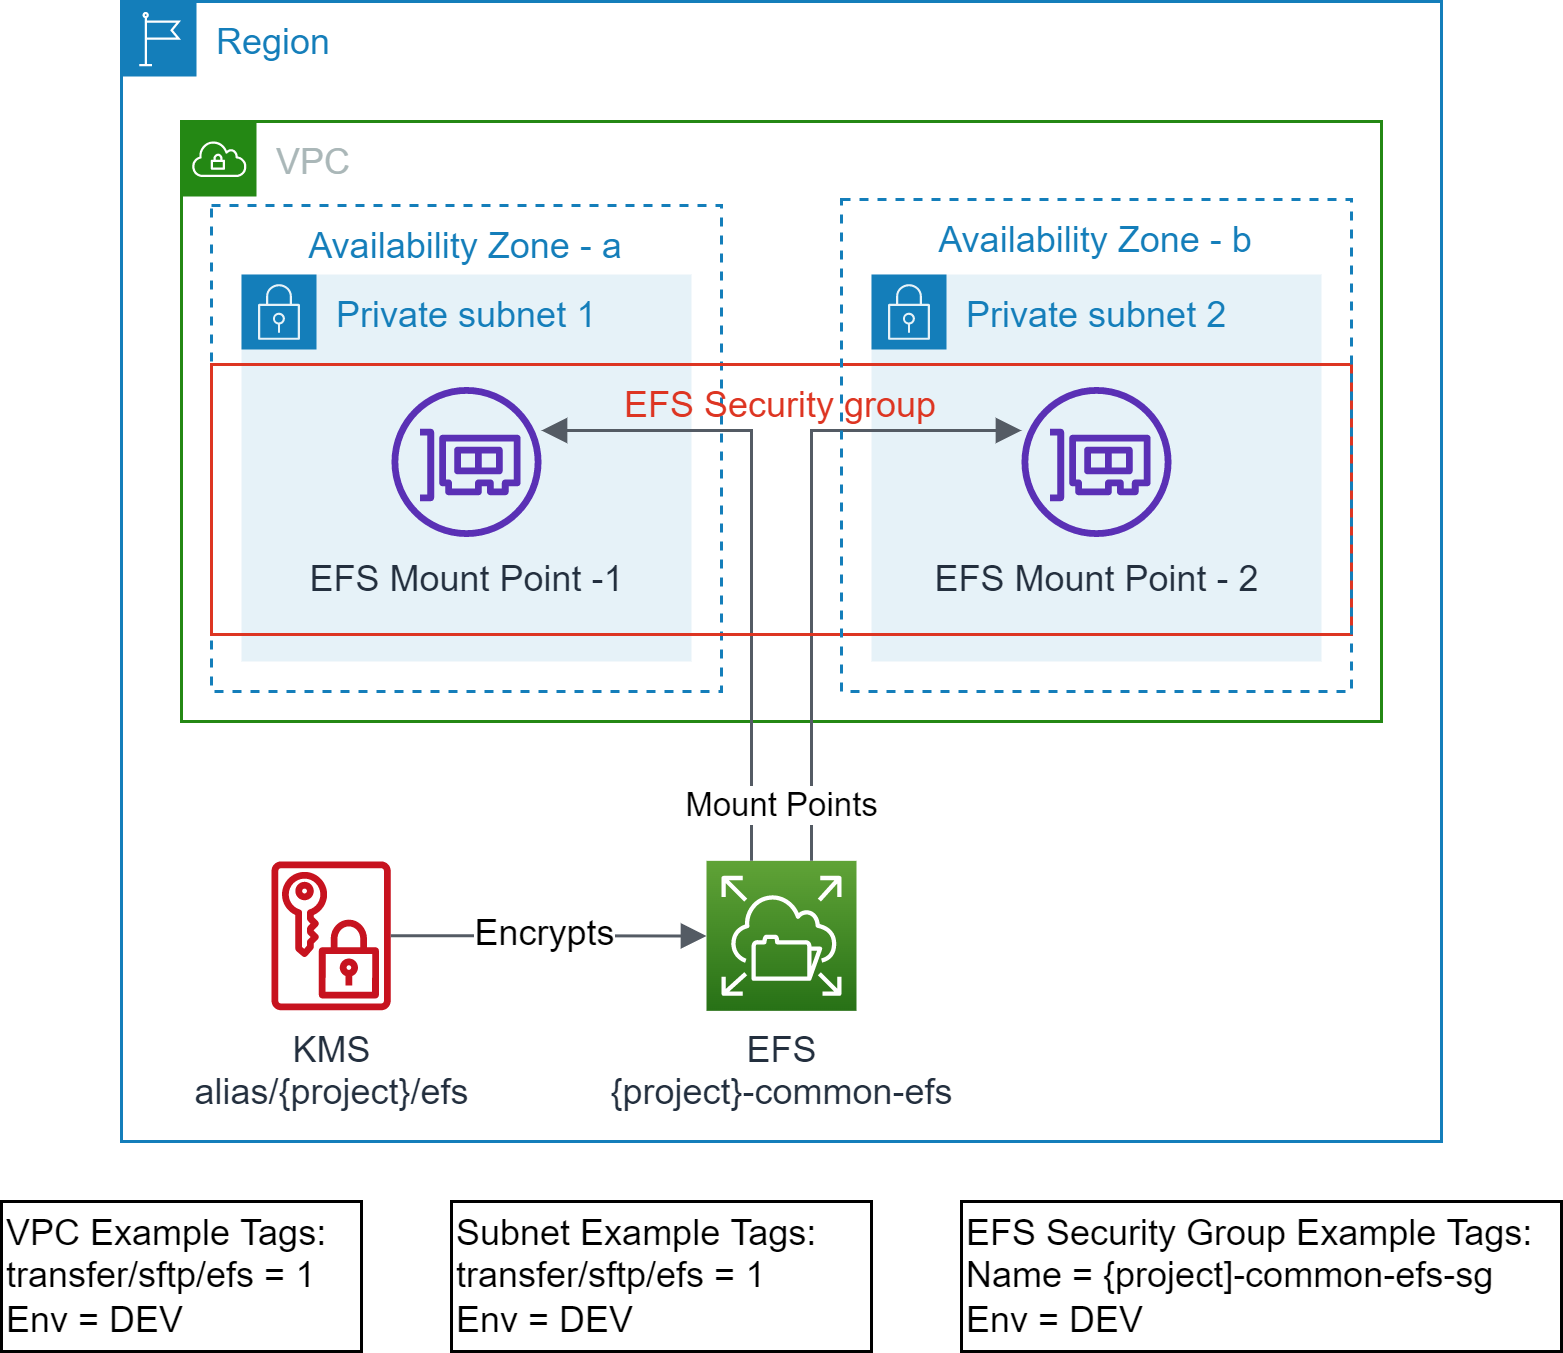 Region
VPC
Availability Zone - a
Availability Zone - b
Private subnet 1
Private subnet 2
EFS Security group
EFS Mount Point -1
EFS Mount Point - 2
Mount Points
Encrypts
KMS
alias/{project}/efs
EFS
{project}-common-efs
VPC Example Tags:
transfer/sftp/efs = 1
Env = DEV
Subnet Example Tags:
transfer/sftp/efs = 1
Env = DEV
EFS Security Group Example Tags:
Name = {project]-common-efs-sg
Env = DEV